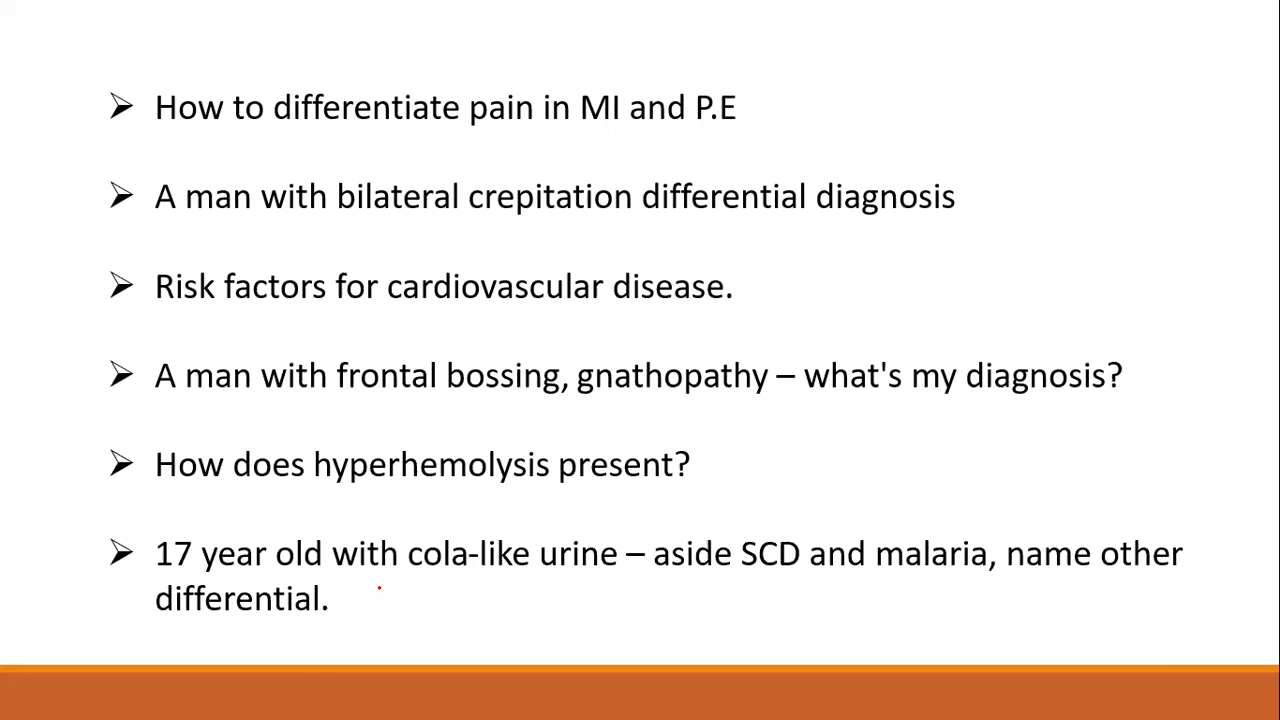 How to differentiate pain in MI and P.E
A man with bilateral crepitation differential diagnosis
Risk factors for cardiovascular disease.
A man with frontal bossing, gnathopathy – what's my diagnosis?
How does hyperhemolysis present?
17 year old with cola-like urine – aside SCD and malaria, name other
differential.